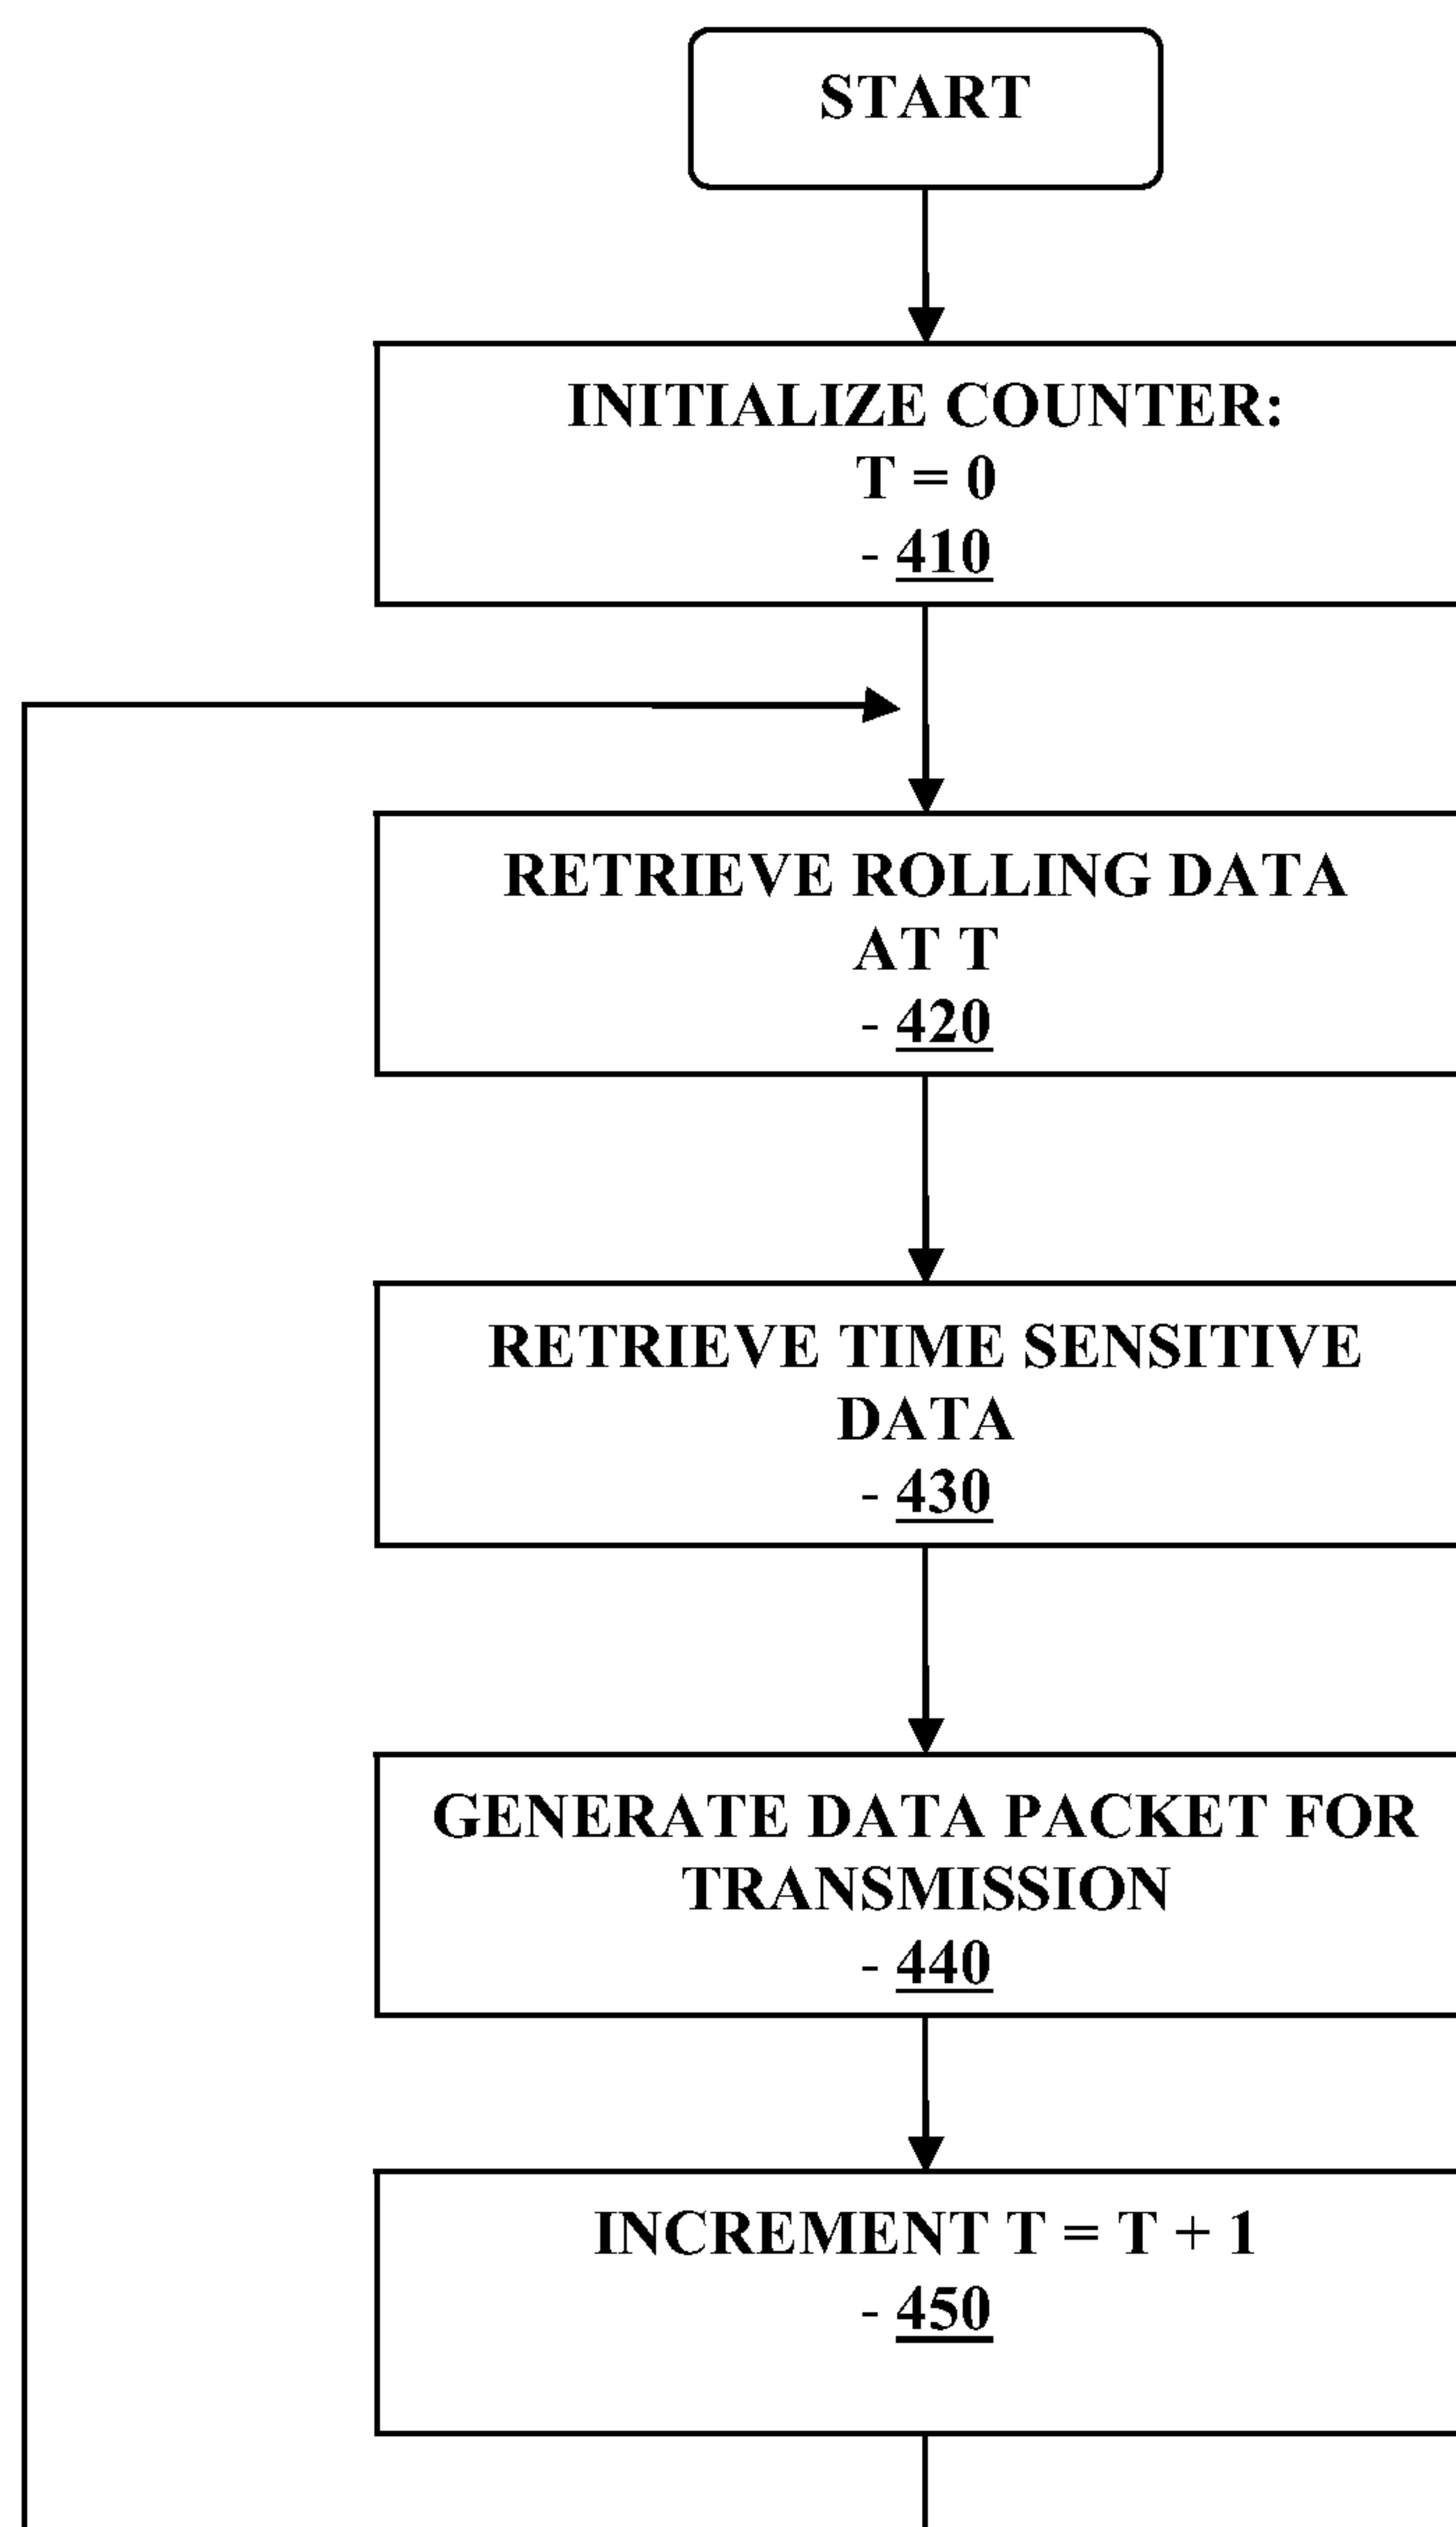 START
INITIALIZE COUNTER:
T = 0
- 410
RETRIEVE ROLLING DATA
AT T
- 420
RETRIEVE TIME SENSITIVE
DATA
- 430
GENERATE DATA PACKET FOR
TRANSMISSION
- 440
INCREMENT T = T + 1
- 450